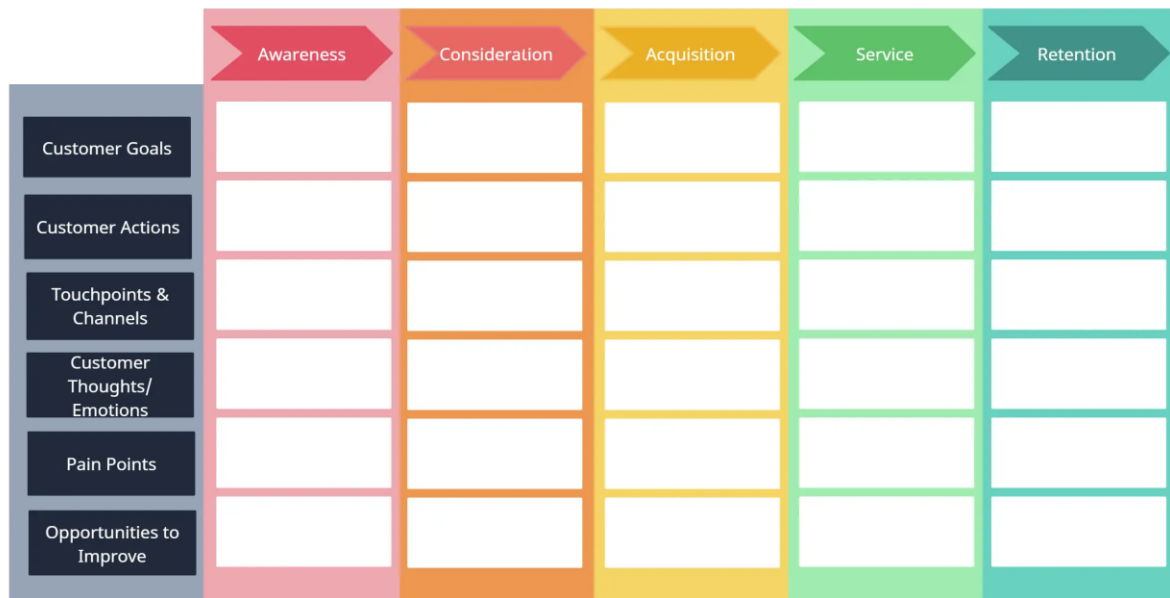 Awareness
Consideration
Acquisition
Service
Retention
Customer Goals
Customer Actions
Touchpoints &
Channels
Customer
Thoughts/
Emotions
Pain Points
Opportunities to
Improve